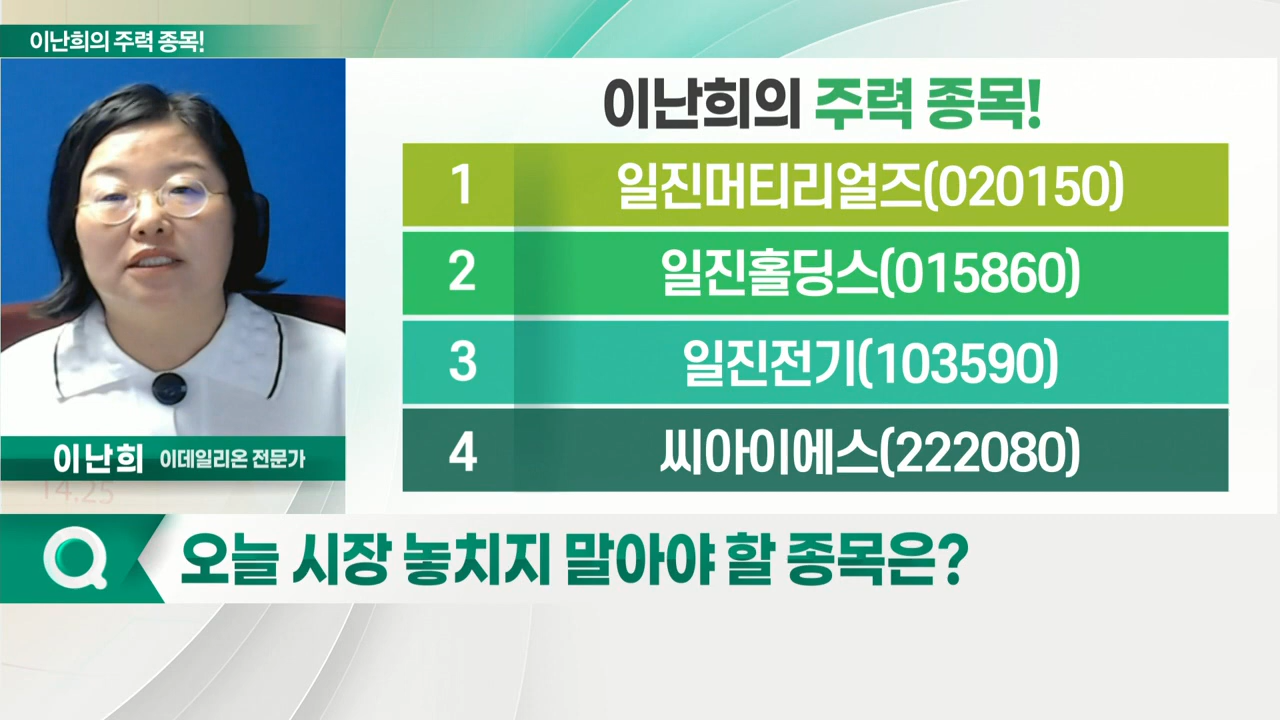 이난희의 주력 종목!
이난희의 주력 종목!
1 일진머티리얼즈(020150)
2 일진홀딩스(015860)
3 일진전기(103590)
4 씨아이에스(222080)
이난희 이데일리온 전문가
14.25
Q 오늘 시장 놓치지 말아야 할 종목은?